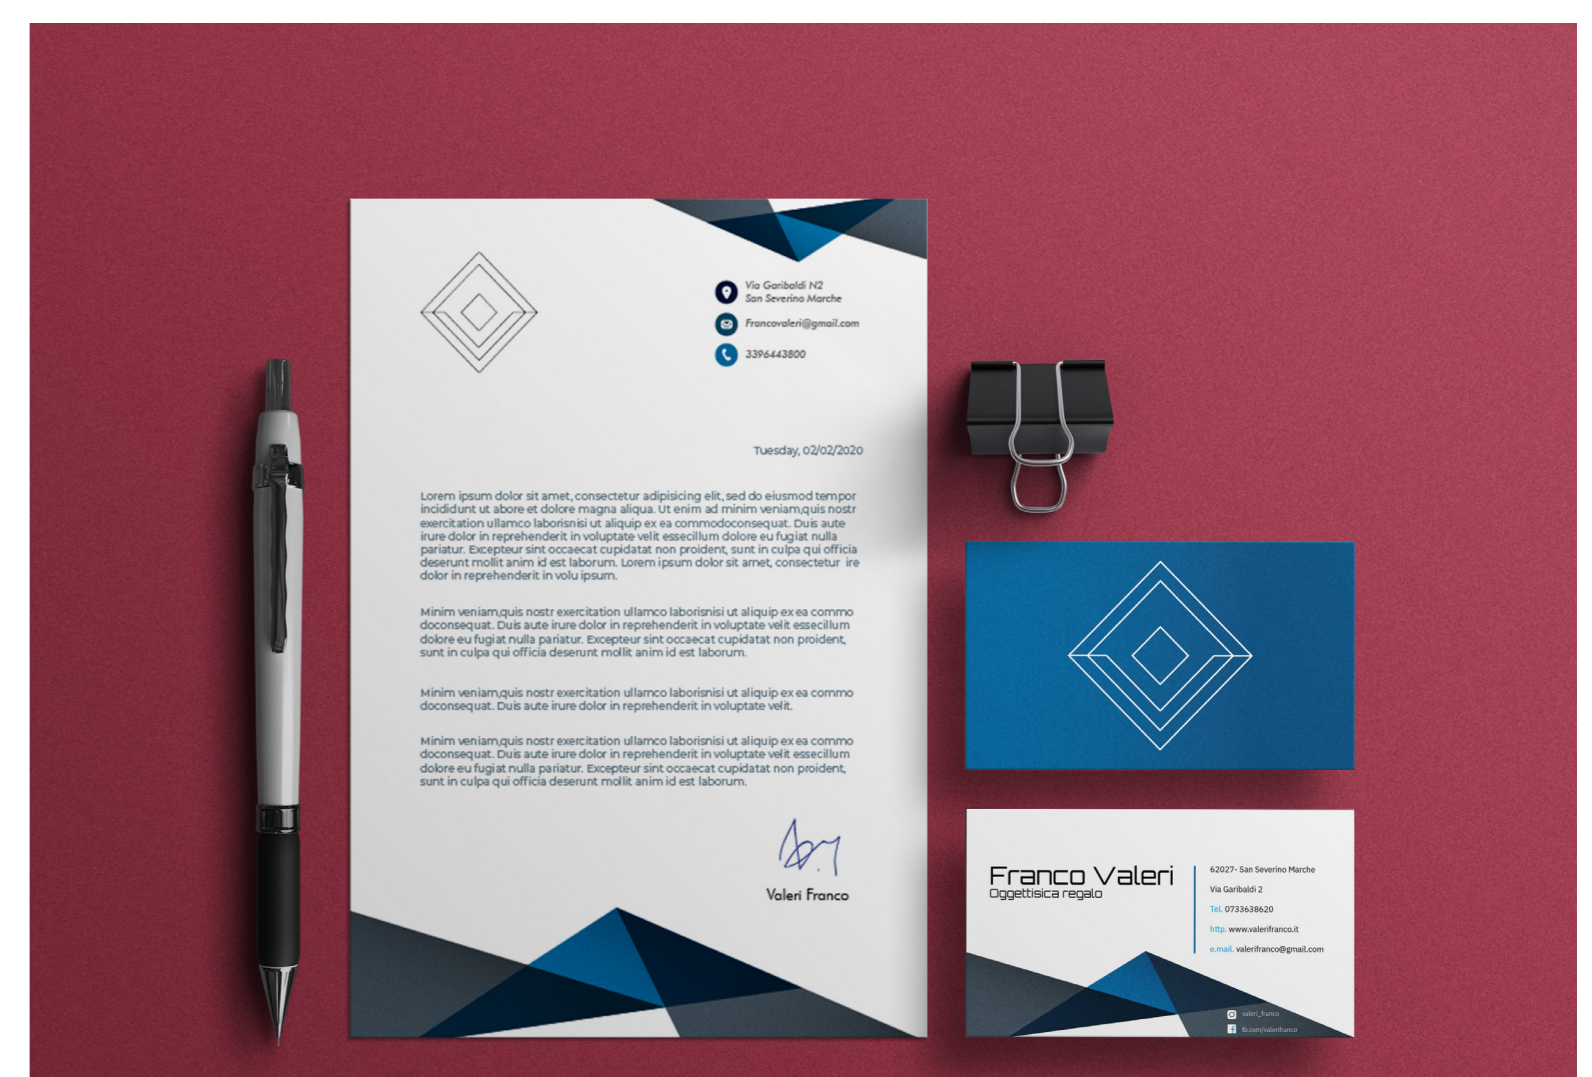 Via Garibaldi N2
San Severino Marche
Francovaleri@gmail.com
3396443800
Tuesday, 02/02/2020
Lorem ipsum dolor sit amet, consectetur adipisicing elit, sed do eiusmod tempor
incididunt ut abore et dolore magna aliqua. Ut enim ad minim veniam,quis nostr
exercitation ullamco laborisnisi ut aliquip ex ea commodoconsequat. Duis aute
irure dolor in reprehenderit in voluptate velit essecillum dolore eu fugiat nulla
pariatur. Excepteur sint occaecat cupidatat non proident, sunt in culpa qui officia
deserunt mollit anim id est laborum. Lorem ipsum dolor sit amet, consectetur ire
dolor in reprehenderit in volu ipsum.
Minim veniam,quis nostr exercitation ullamco laborisnisi ut aliquip ex ea commo
doconsequat. Duis aute irure dolor in reprehenderit in voluptate velit essecillum
dolore eu fugiat nulla pariatur. Excepteur sint occaecat cupidatat non proident,
sunt in culpa qui officia deserunt mollit anim id est laborum.
Minim veniam,quis nostr exercitation ullamco laborisnisi ut aliquip ex ea commo
doconsequat. Duis aute irure dolor in reprehenderit in voluptate velit.
Minim veniam,quis nostr exercitation ullamco laborisnisi ut aliquip ex ea commo
doconsequat. Duis aute irure dolor in reprehenderit in voluptate velit essecillum
dolore eu fugiat nulla pariatur. Excepteur sint occaecat cupidatat non proident,
sunt in culpa qui officia deserunt mollit anim id est laborum.
Valeri Franco
Franco Valeri
Oggettisica regalo
62027- San Severino Marche
Via Garibaldi 2
Tel. 0733638620
http. www.valerifranco.it
e.mail. valerifranco@gmail.com
valeri_franco
fb.com/valerifranco